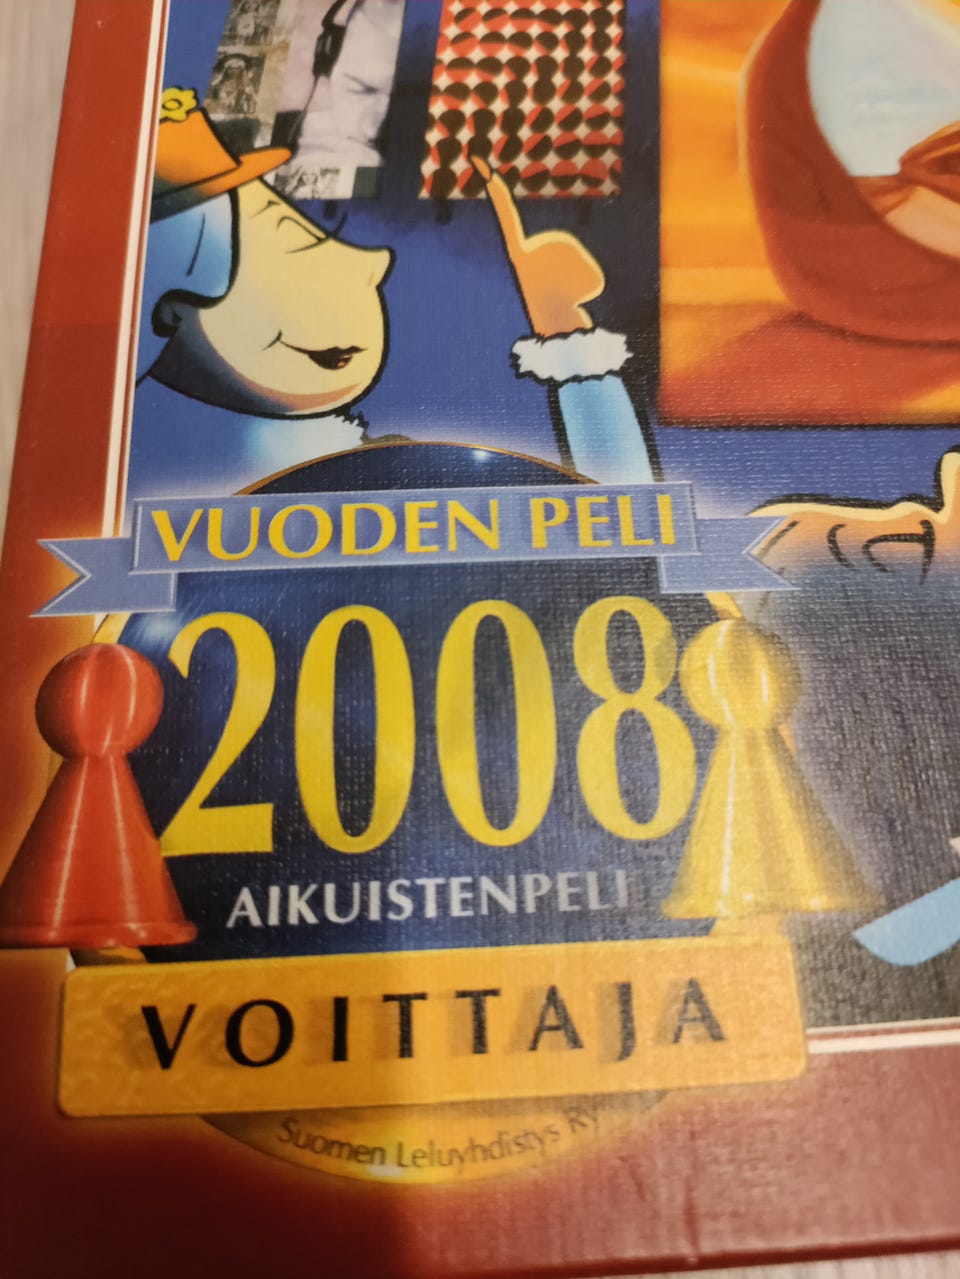 VUODEN PELI
2008
AIKUISTENPELI
VOITTAJA
Suomen Leluyhdistys Ry